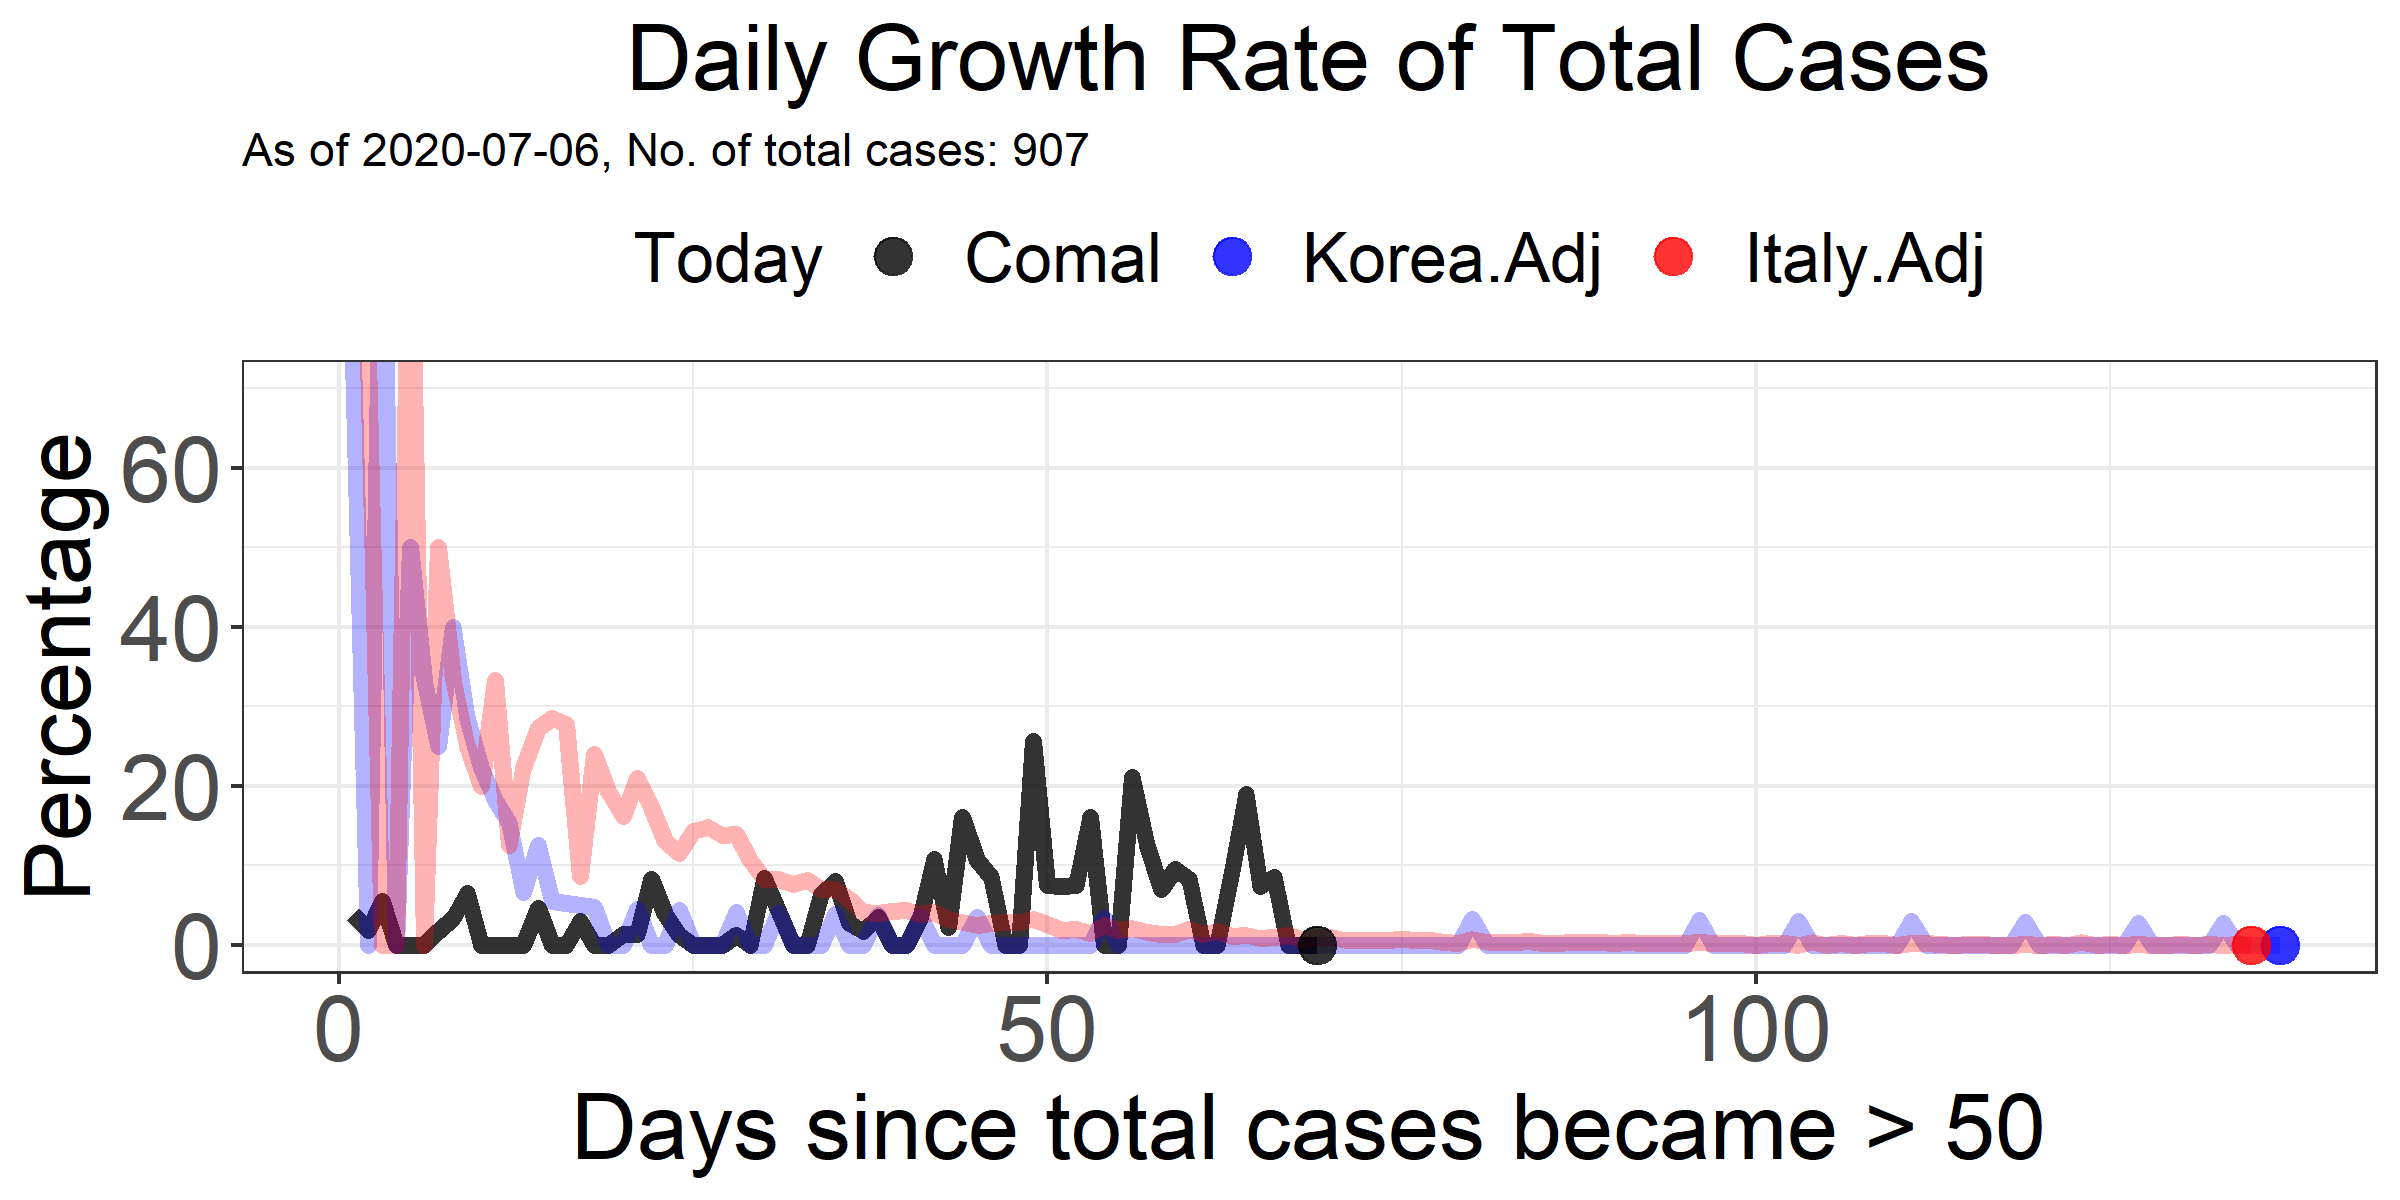 Daily Growth Rate of Total Cases
As of 2020-07-06, No. of total cases: 907
Today Comal Korea.Adj Italy.Adj
Percentage
60
40
20
0
0 50 100
Days since total cases became > 50